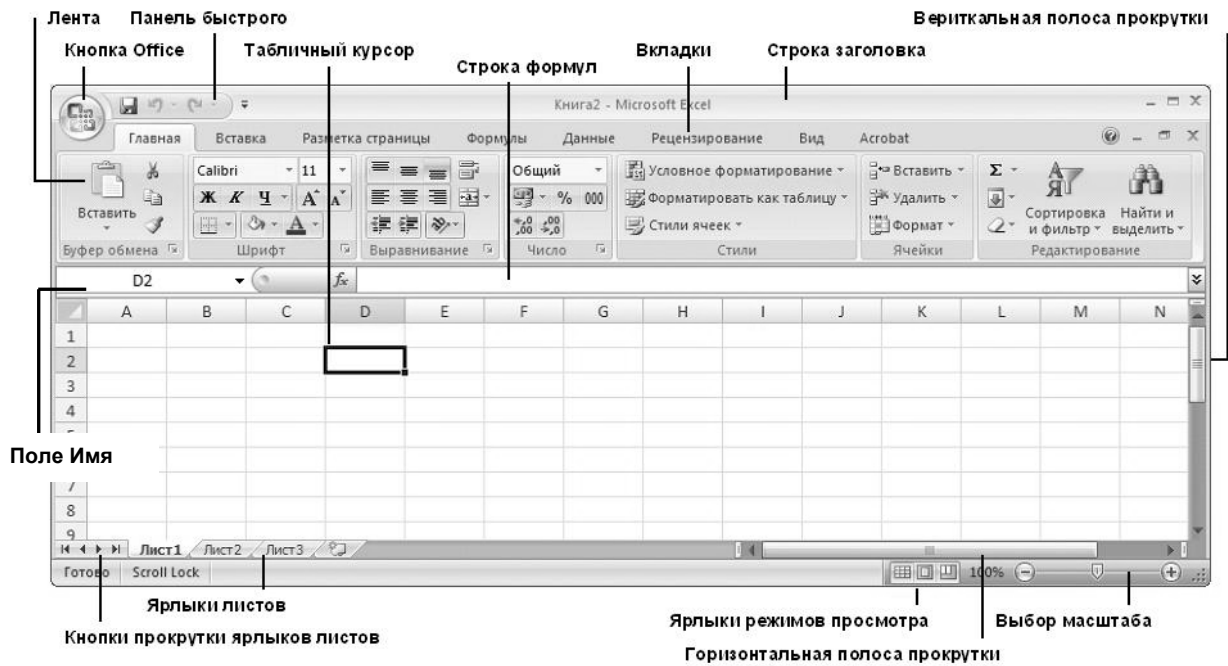 Лента Панель быстрого Вериткальная полоса прокрутки
Кнопка Office Табличный курсор Вкладки Строка заголовка
Строка формул
Книга2 - Microsoft Excel
Главная Вставка Разметка страницы Формулы Данные Рецензирование Вид Acrobat
Calibri 11 Общий Условное форматирование Вставить Σ
Ж К Ч А А % 000 Форматировать как таблицу Удалить
Вставить Сортировка и фильтр Найти и выделить
А ,0 ,00 ,00 ,0 Стили ячеек Формат
Буфер обмена Шрифт Выравнивание Число Стили Ячейки Редактирование
D2 fx
A B C D E F G H I J K L M N
1
2
3
4
Поле Имя
7
8
9
Лист1 Лист2 Лист3
Готово Scroll Lock 100%
Ярлыки листов Ярлыки режимов просмотра Выбор масштаба
Кнопки прокрутки ярлыков листов
Горизонтальная полоса прокрутки